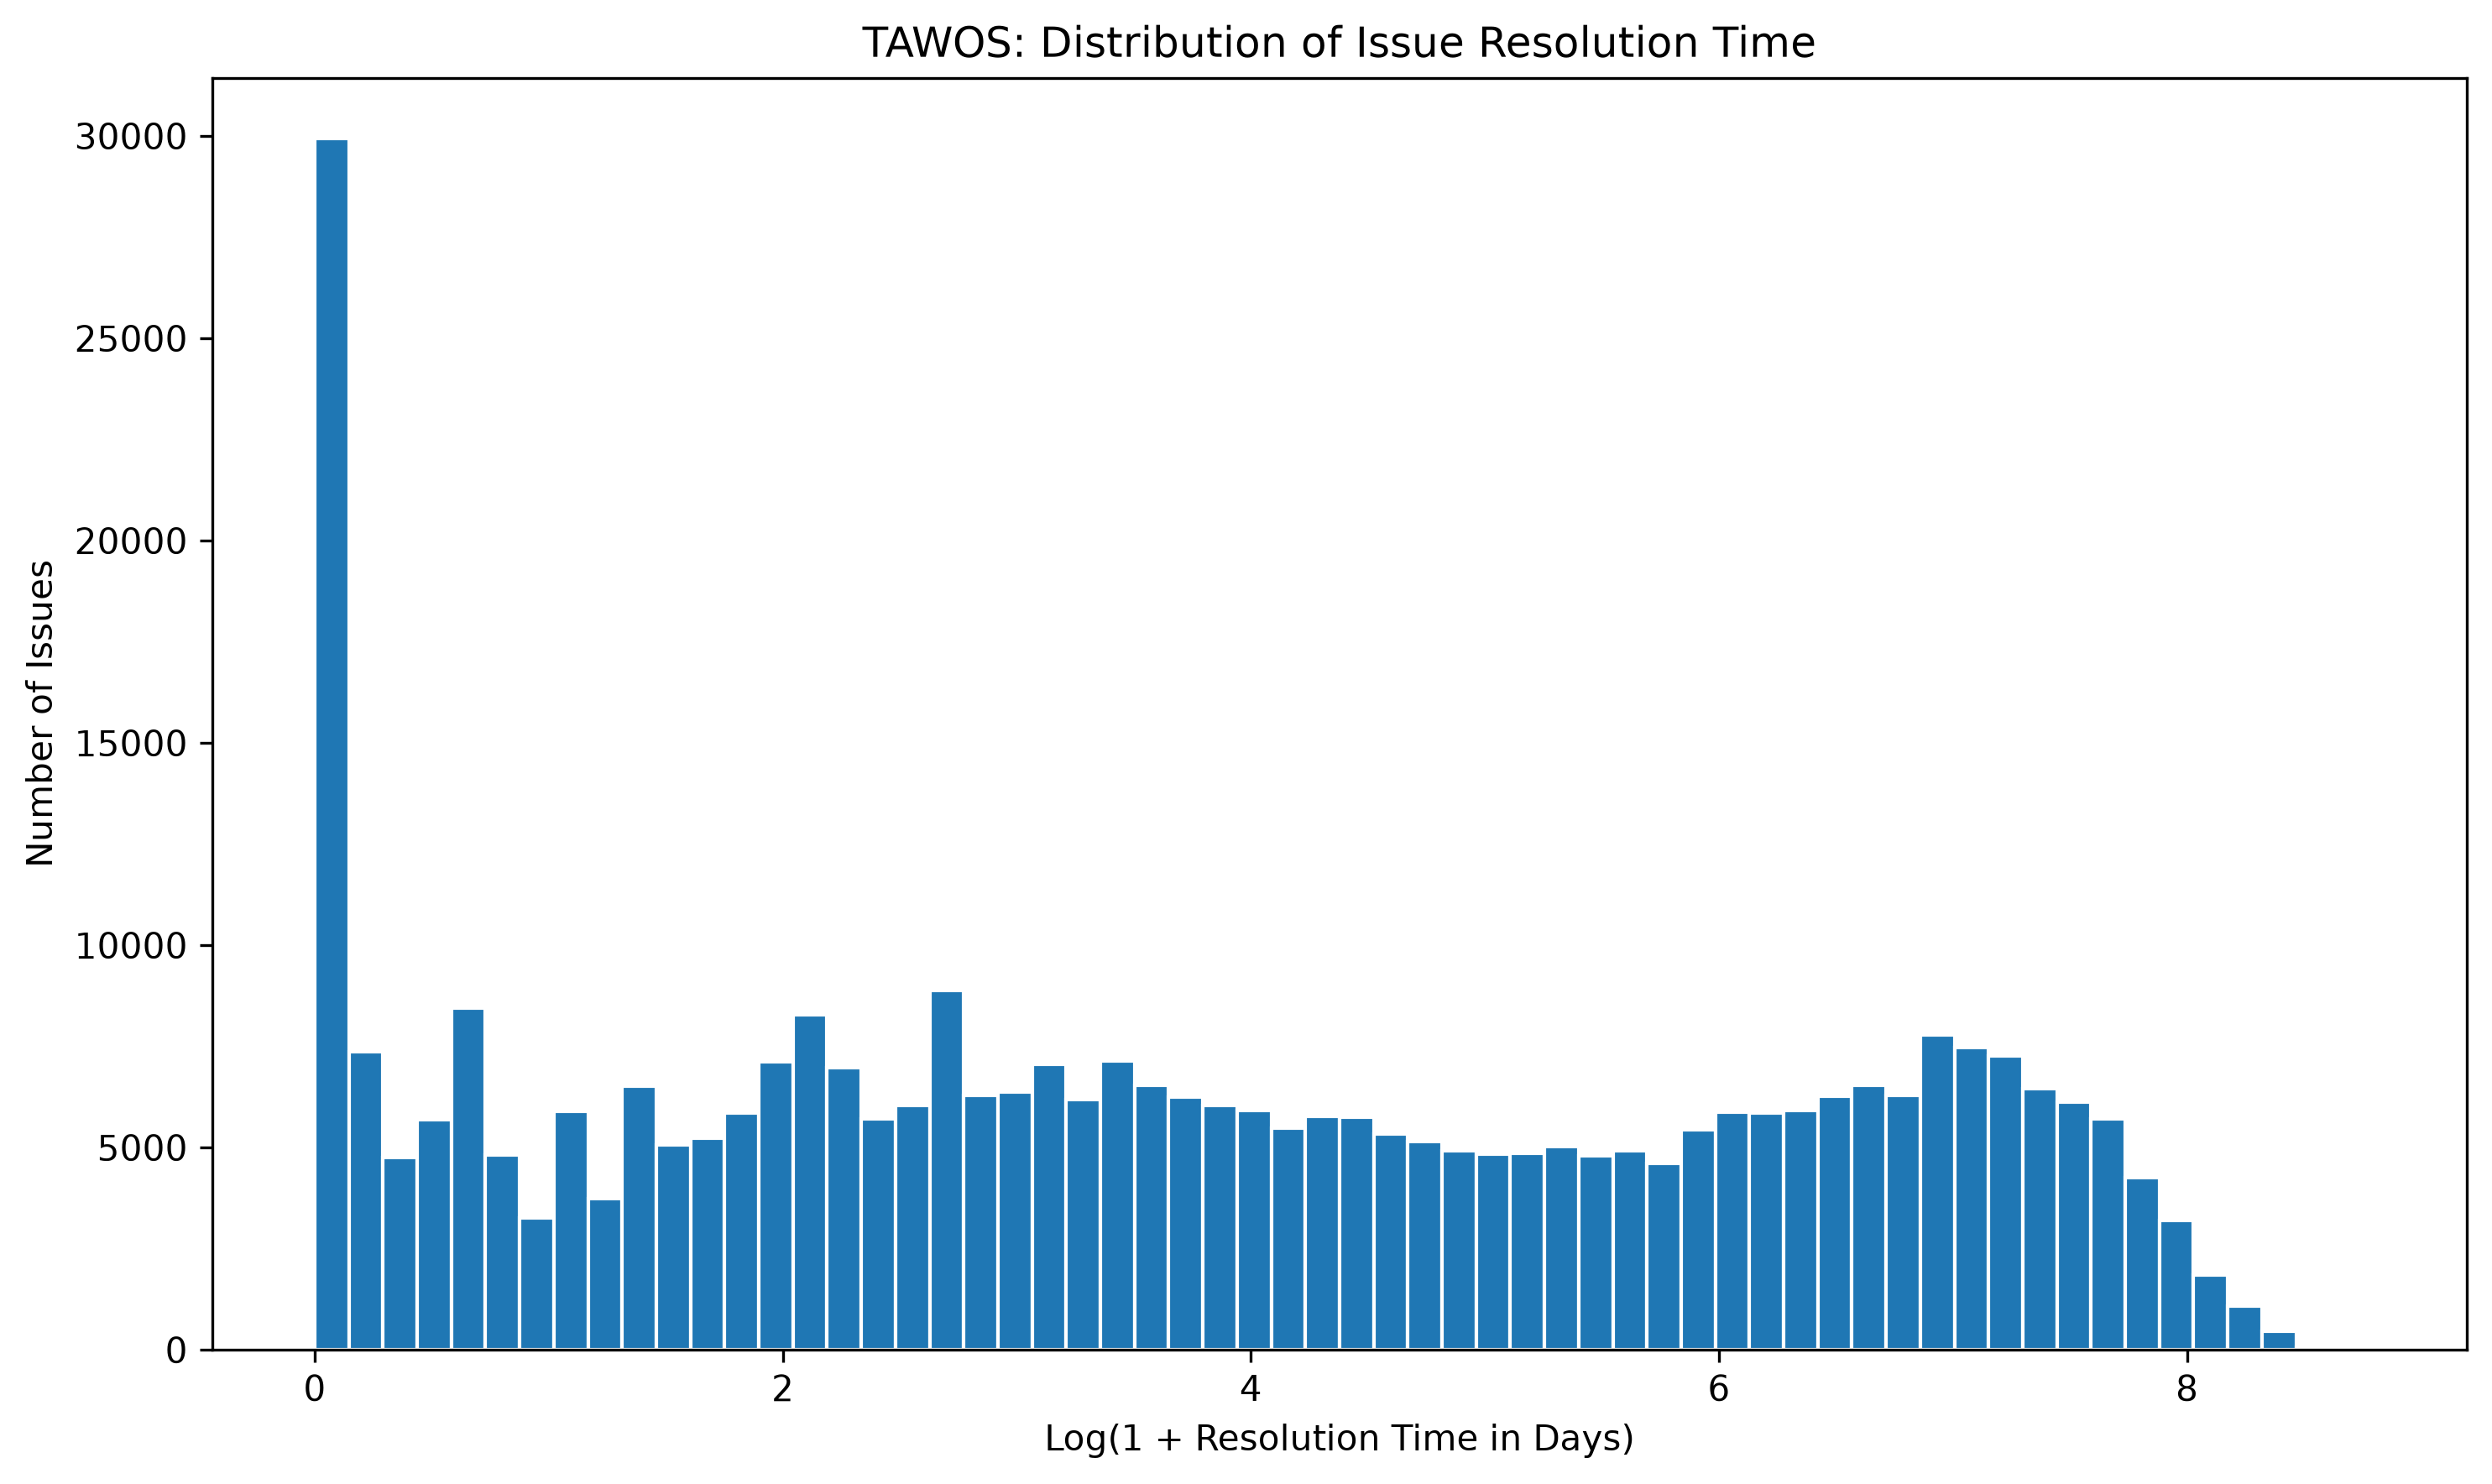 TAWOS: Distribution of Issue Resolution Time
Number of Issues
30000
25000
20000
15000
10000
5000
0
0 2 4 6 8
Log(1 + Resolution Time in Days)